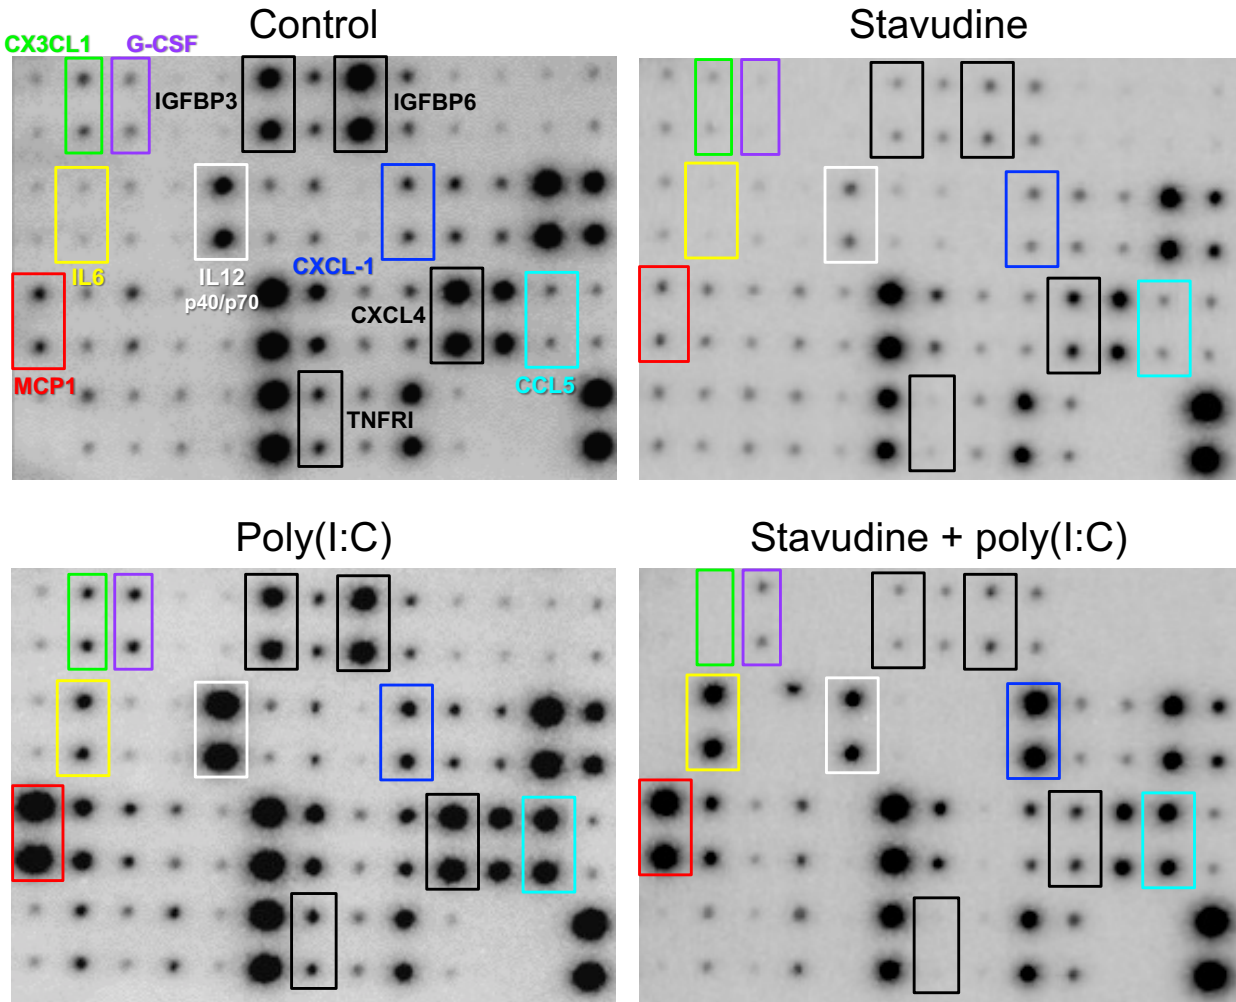 Control
Stavudine
CX3CL1
G-CSF
IGFBP3
IGFBP6
IL6
IL12
p40/p70
CXCL-1
CXCL4
MCP1
CCL5
TNFRI
Poly(I:C)
Stavudine + poly(I:C)